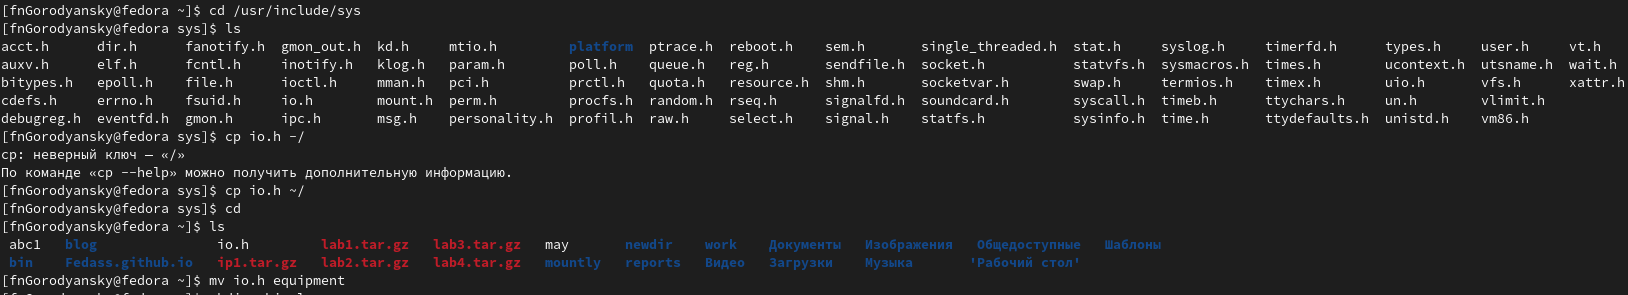 [fnGorodyansky@fedora ~]$ cd /usr/include/sys
[fnGorodyansky@fedora sys]$ ls
acct.h dir.h fanotify.h gmon_out.h kd.h mtio.h platform ptrace.h reboot.h sem.h single_threaded.h stat.h syslog.h timerfd.h types.h user.h vt.h
auxv.h elf.h fcntl.h inotify.h klog.h param.h poll.h queue.h reg.h sendfile.h socket.h statvfs.h sysmacros.h times.h ucontext.h utsname.h wait.h
bitypes.h epoll.h file.h ioctl.h mman.h pci.h prctl.h quota.h resource.h shm.h socketvar.h swap.h termios.h timex.h uio.h vfs.h xattr.h
cdefs.h errno.h fsuid.h io.h mount.h perm.h procfs.h random.h rseq.h signalfd.h soundcard.h syscall.h timeb.h ttychars.h un.h vlimit.h
debugreg.h eventfd.h gmon.h ipc.h msg.h personality.h profil.h raw.h select.h signal.h statfs.h sysinfo.h time.h ttydefaults.h unistd.h vm86.h
[fnGorodyansky@fedora sys]$ cp io.h -/
cp: неверный ключ — «/»
По команде «cp --help» можно получить дополнительную информацию.
[fnGorodyansky@fedora sys]$ cp io.h ~/
[fnGorodyansky@fedora sys]$ cd
[fnGorodyansky@fedora ~]$ ls
abc1 blog io.h lab1.tar.gz lab3.tar.gz may newdir work Документы Изображения Общедоступные Шаблоны
bin Fedass.github.io ip1.tar.gz lab2.tar.gz lab4.tar.gz mountly reports Видео Загрузки Музыка 'Рабочий стол'
[fnGorodyansky@fedora ~]$ mv io.h equipment